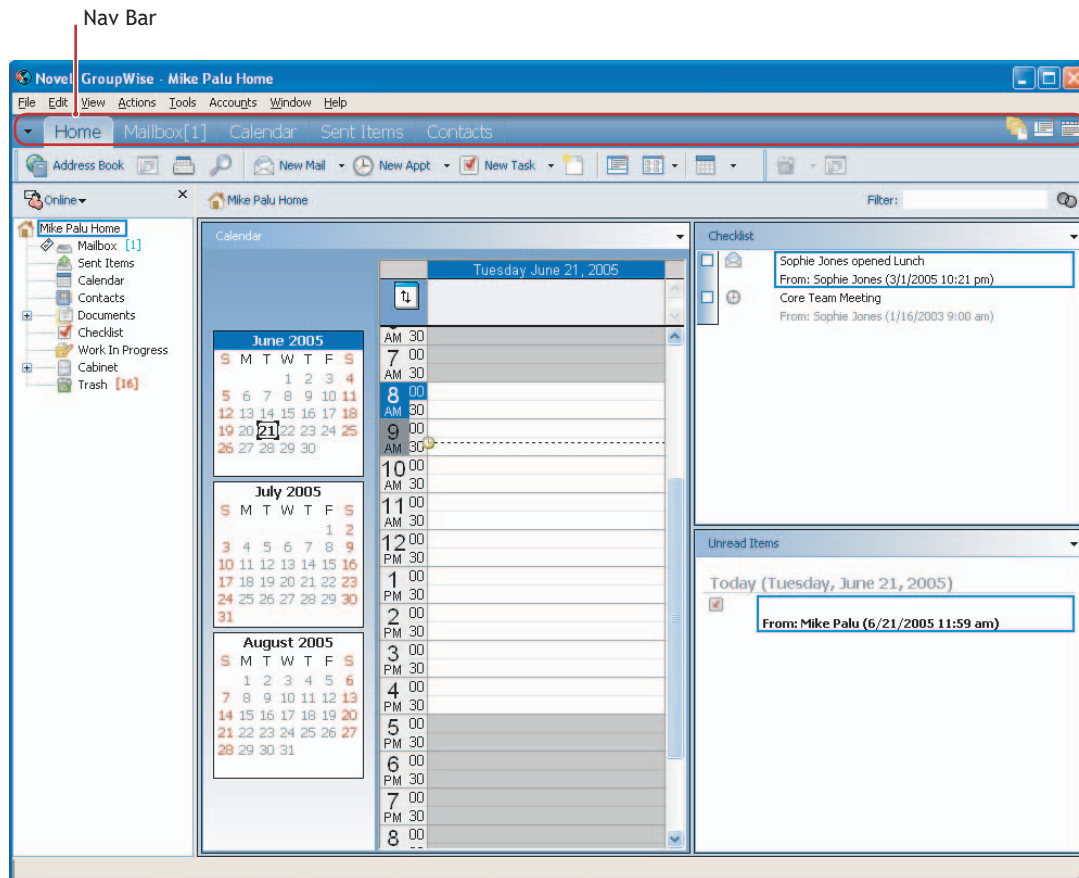 Nav Bar
Novell GroupWise - Mike Palu Home
File Edit View Actions Tools Accounts Window Help
Home Mailbox[1] Calendar Sent Items Contacts
Address Book New Mail New Appt New Task
Online Mike Palu Home Filter:
Mike Palu Home
Mailbox [1]
Sent Items
Calendar
Contacts
Documents
Checklist
Work In Progress
Cabinet
Trash [16]
Calendar
Tuesday June 21, 2005
June 2005
S M T W T F S
1 2 3 4
5 6 7 8 9 10 11
12 13 14 15 16 17 18
19 20 21 22 23 24 25
26 27 28 29 30
July 2005
S M T W T F S
1 2
3 4 5 6 7 8 9
10 11 12 13 14 15 16
17 18 19 20 21 22 23
24 25 26 27 28 29 30
31
August 2005
S M T W T F S
1 2 3 4 5 6
7 8 9 10 11 12 13
14 15 16 17 18 19 20
21 22 23 24 25 26 27
28 29 30 31
AM 30
7 00
AM 30
8 00
AM 30
9 00
AM 30
10 00
AM 30
11 00
AM 30
12 00
PM 30
1 00
PM 30
2 00
PM 30
3 00
PM 30
4 00
PM 30
5 00
PM 30
6 00
PM 30
7 00
PM 30
8 00
Checklist
Sophie Jones opened Lunch
From: Sophie Jones (3/1/2005 10:21 pm)
Core Team Meeting
From: Sophie Jones (1/16/2003 9:00 am)
Unread Items
Today (Tuesday, June 21, 2005)
From: Mike Palu (6/21/2005 11:59 am)